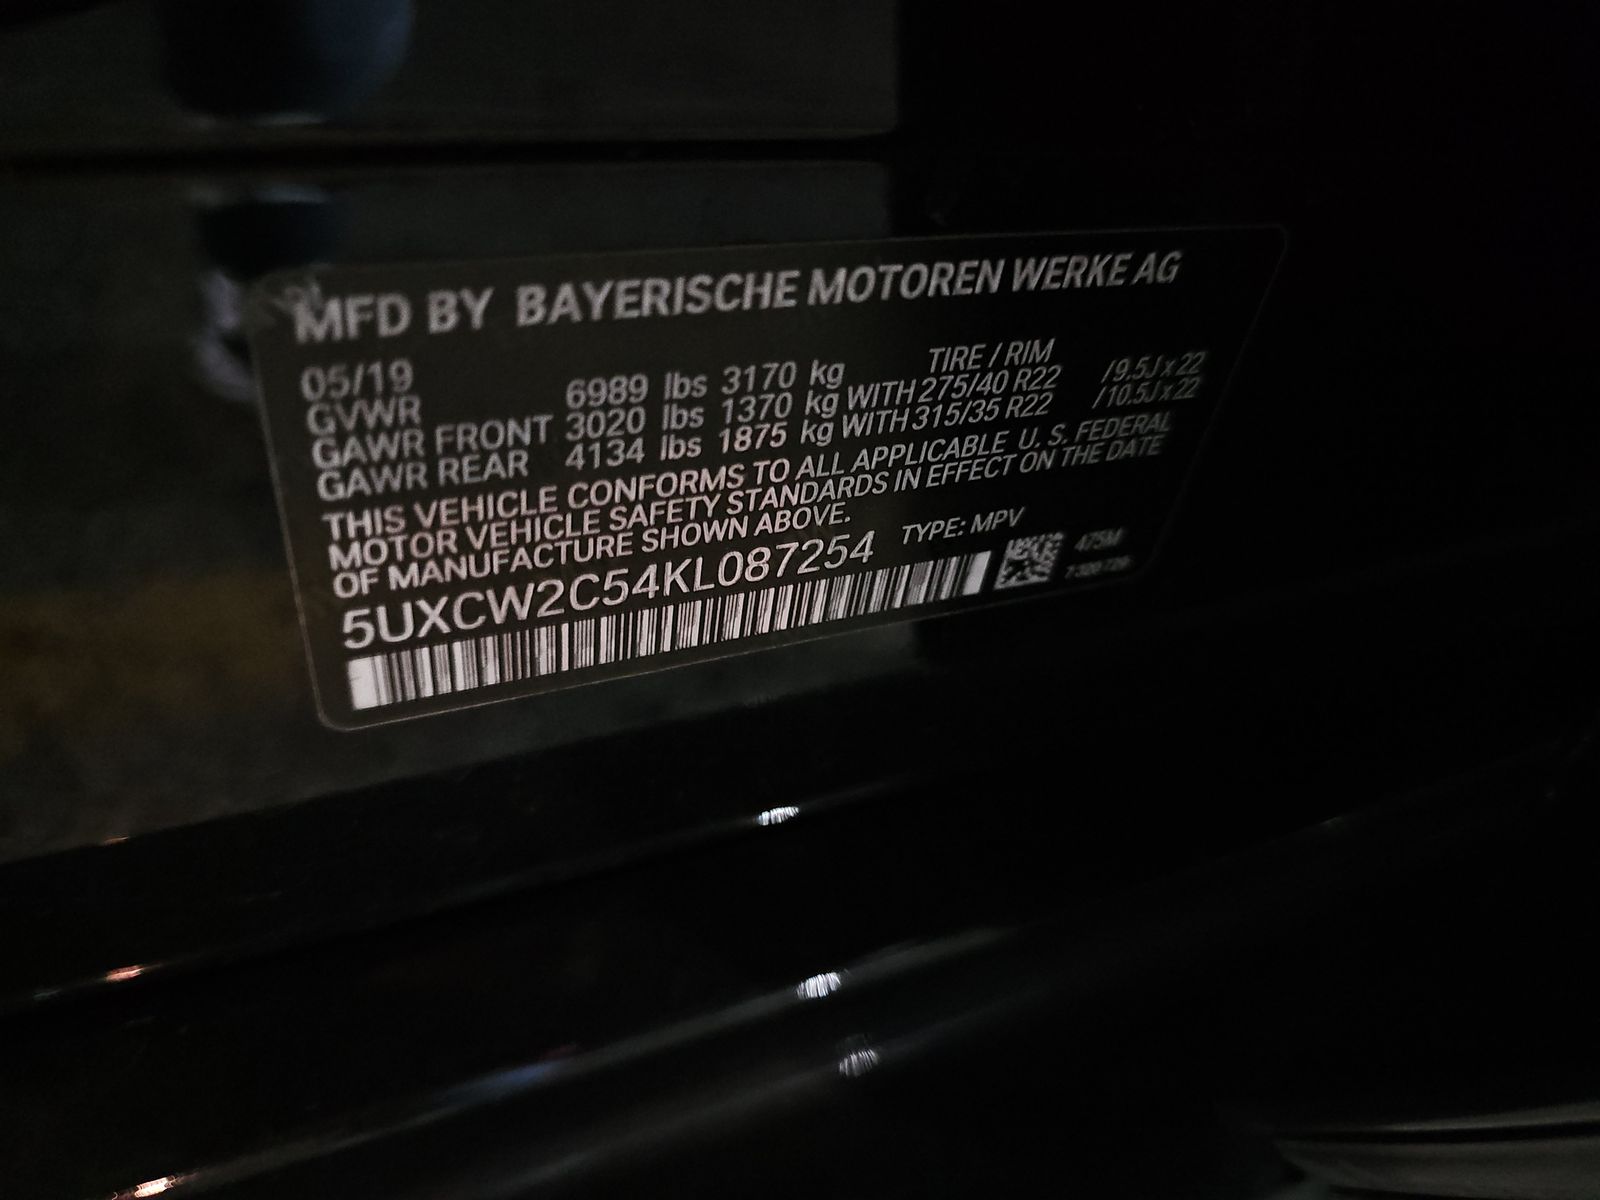 MFD BY BAYERISCHE MOTOREN WERKE AG
05/19 TIRE / RIM
GVWR 6989 lbs 3170 kg
GAWR FRONT 3020 lbs 1370 kg WITH 275/40 R22 /9.5J x 22
GAWR REAR 4134 lbs 1875 kg WITH 315/35 R22 /10.5J x 22
THIS VEHICLE CONFORMS TO ALL APPLICABLE U. S. FEDERAL
MOTOR VEHICLE SAFETY STANDARDS IN EFFECT ON THE DATE
OF MANUFACTURE SHOWN ABOVE.
5UXCW2C54KL087254 TYPE: MPV
475M